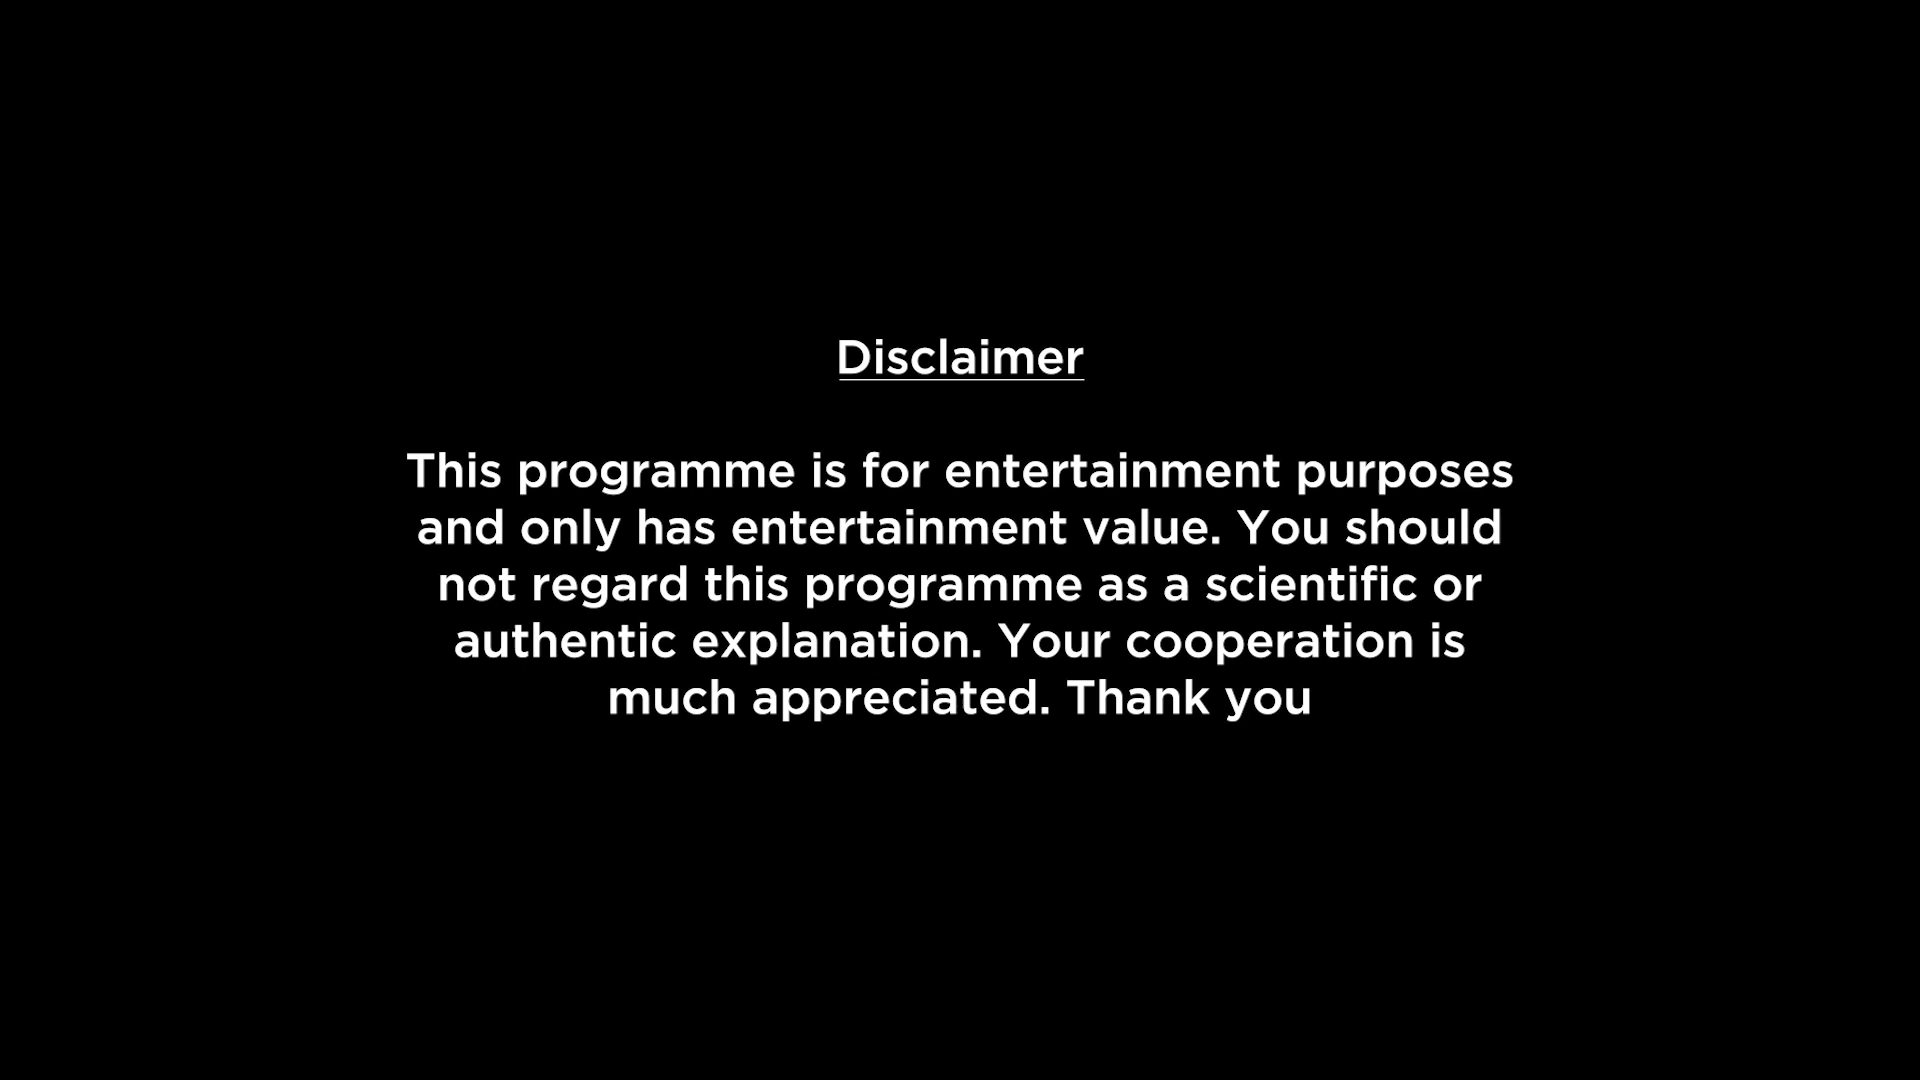 Disclaimer
This programme is for entertainment purposes
and only has entertainment value. You should
not regard this programme as a scientific or
authentic explanation. Your cooperation is
much appreciated. Thank you